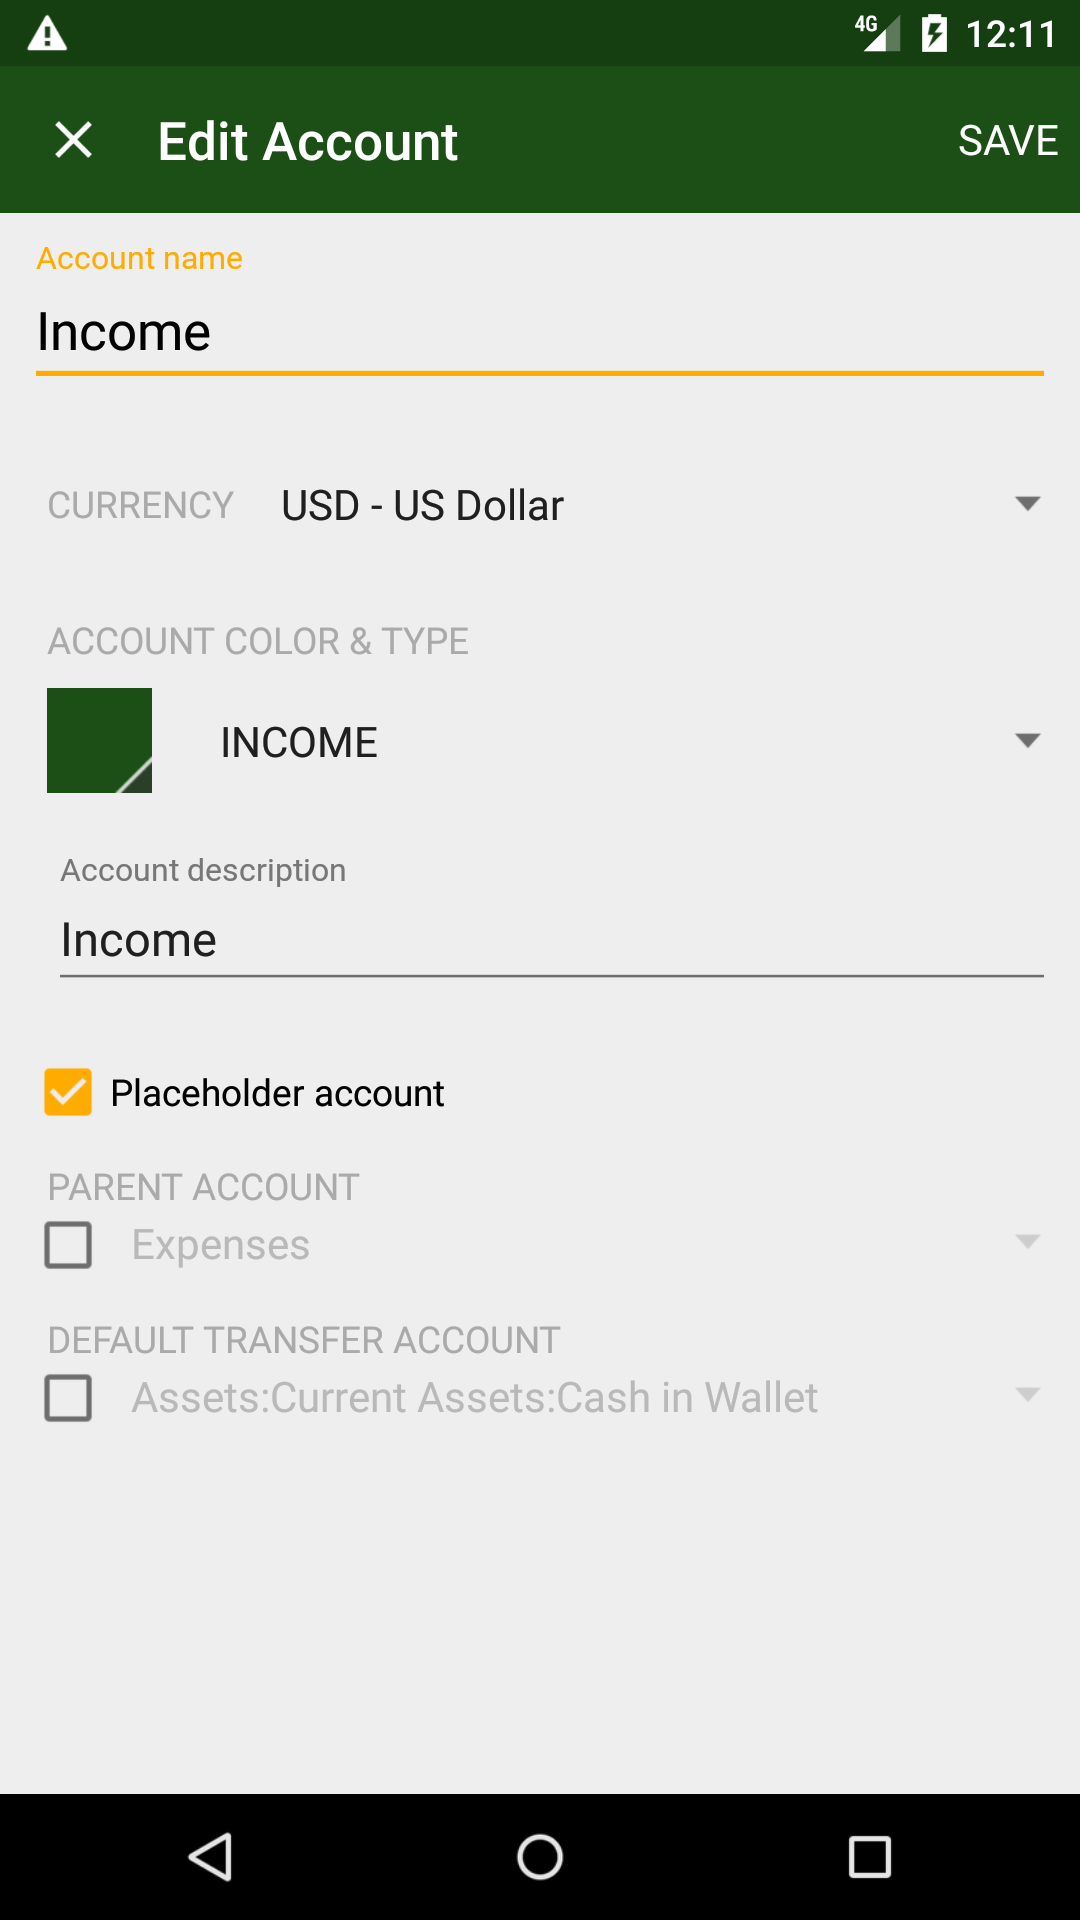 4G 12:11
Edit Account SAVE
Account name
Income
CURRENCY USD - US Dollar
ACCOUNT COLOR & TYPE
INCOME
Account description
Income
Placeholder account
PARENT ACCOUNT
Expenses
DEFAULT TRANSFER ACCOUNT
Assets:Current Assets:Cash in Wallet